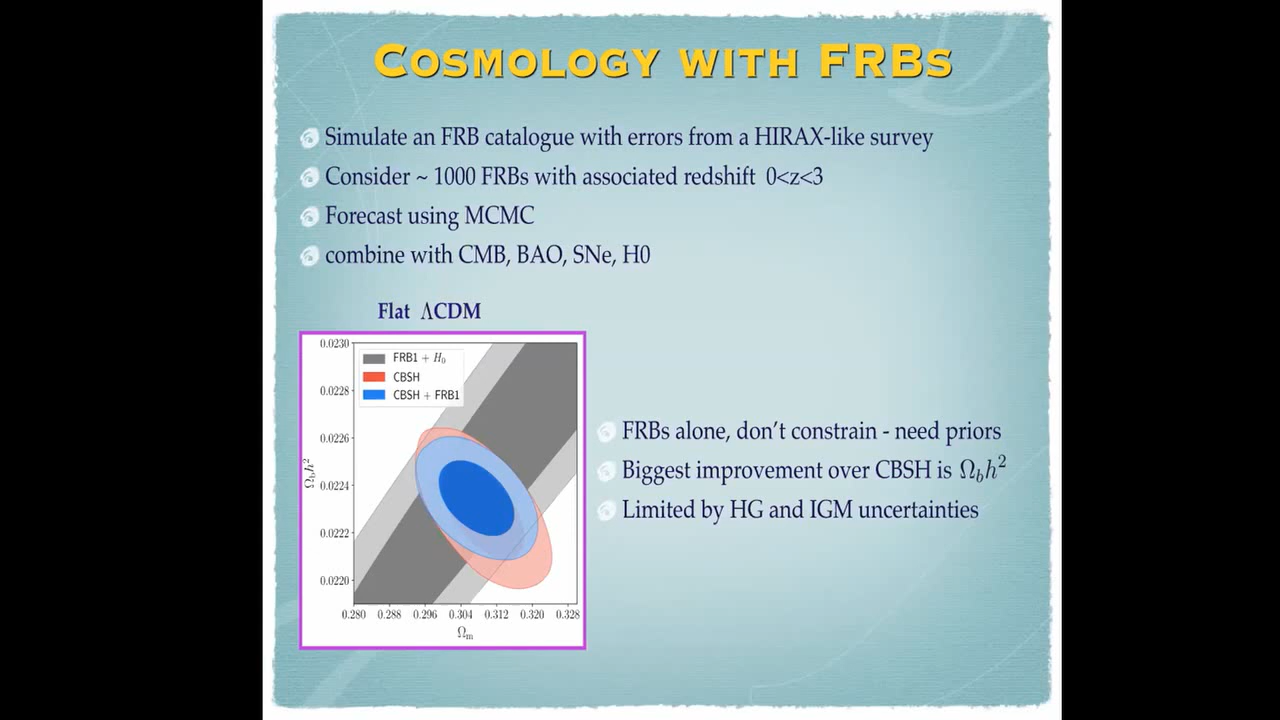 COSMOLOGY WITH FRBS
Simulate an FRB catalogue with errors from a HIRAX-like survey
Consider ~ 1000 FRBs with associated redshift 0<z<3
Forecast using MCMC
combine with CMB, BAO, SNe, H0
Flat ΛCDM
0.0230
0.0228
0.0226
0.0224
0.0222
0.0220
Ω_b h²
FRB1 + H₀
CBSH
CBSH + FRB1
0.280 0.288 0.296 0.304 0.312 0.320 0.328
Ω_m
FRBs alone, don't constrain - need priors
Biggest improvement over CBSH is Ω_b h²
Limited by HG and IGM uncertainties